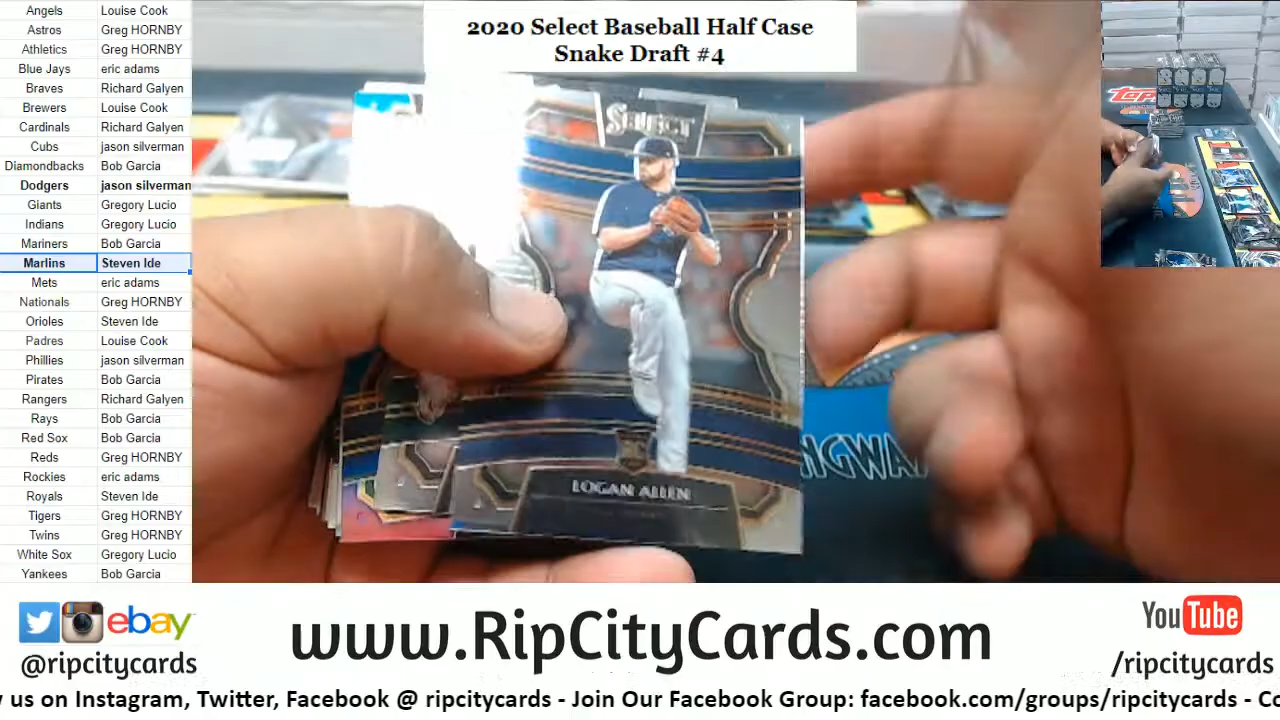 2020 Select Baseball Half Case
Snake Draft #4
Angels Louise Cook
Astros Greg HORNBY
Athletics Greg HORNBY
Blue Jays eric adams
Braves Richard Galyen
Brewers Louise Cook
Cardinals Richard Galyen
Cubs jason silverman
Diamondbacks Bob Garcia
Dodgers jason silverman
Giants Gregory Lucio
Indians Gregory Lucio
Mariners Bob Garcia
Marlins Steven Ide
Mets eric adams
Nationals Greg HORNBY
Orioles Steven Ide
Padres Louise Cook
Phillies jason silverman
Pirates Bob Garcia
Rangers Richard Galyen
Rays Bob Garcia
Red Sox Bob Garcia
Reds Greg HORNBY
Rockies eric adams
Royals Steven Ide
Tigers Greg HORNBY
Twins Greg HORNBY
White Sox Gregory Lucio
Yankees Bob Garcia
SELECT
RC
LOGAN ALLEN
NGWA
TOPPS
ebay
@ripcitycards
www.RipCityCards.com
YouTube
/ripcitycards
w us on Instagram, Twitter, Facebook @ ripcitycards - Join Our Facebook Group: facebook.com/groups/ripcitycards - Co